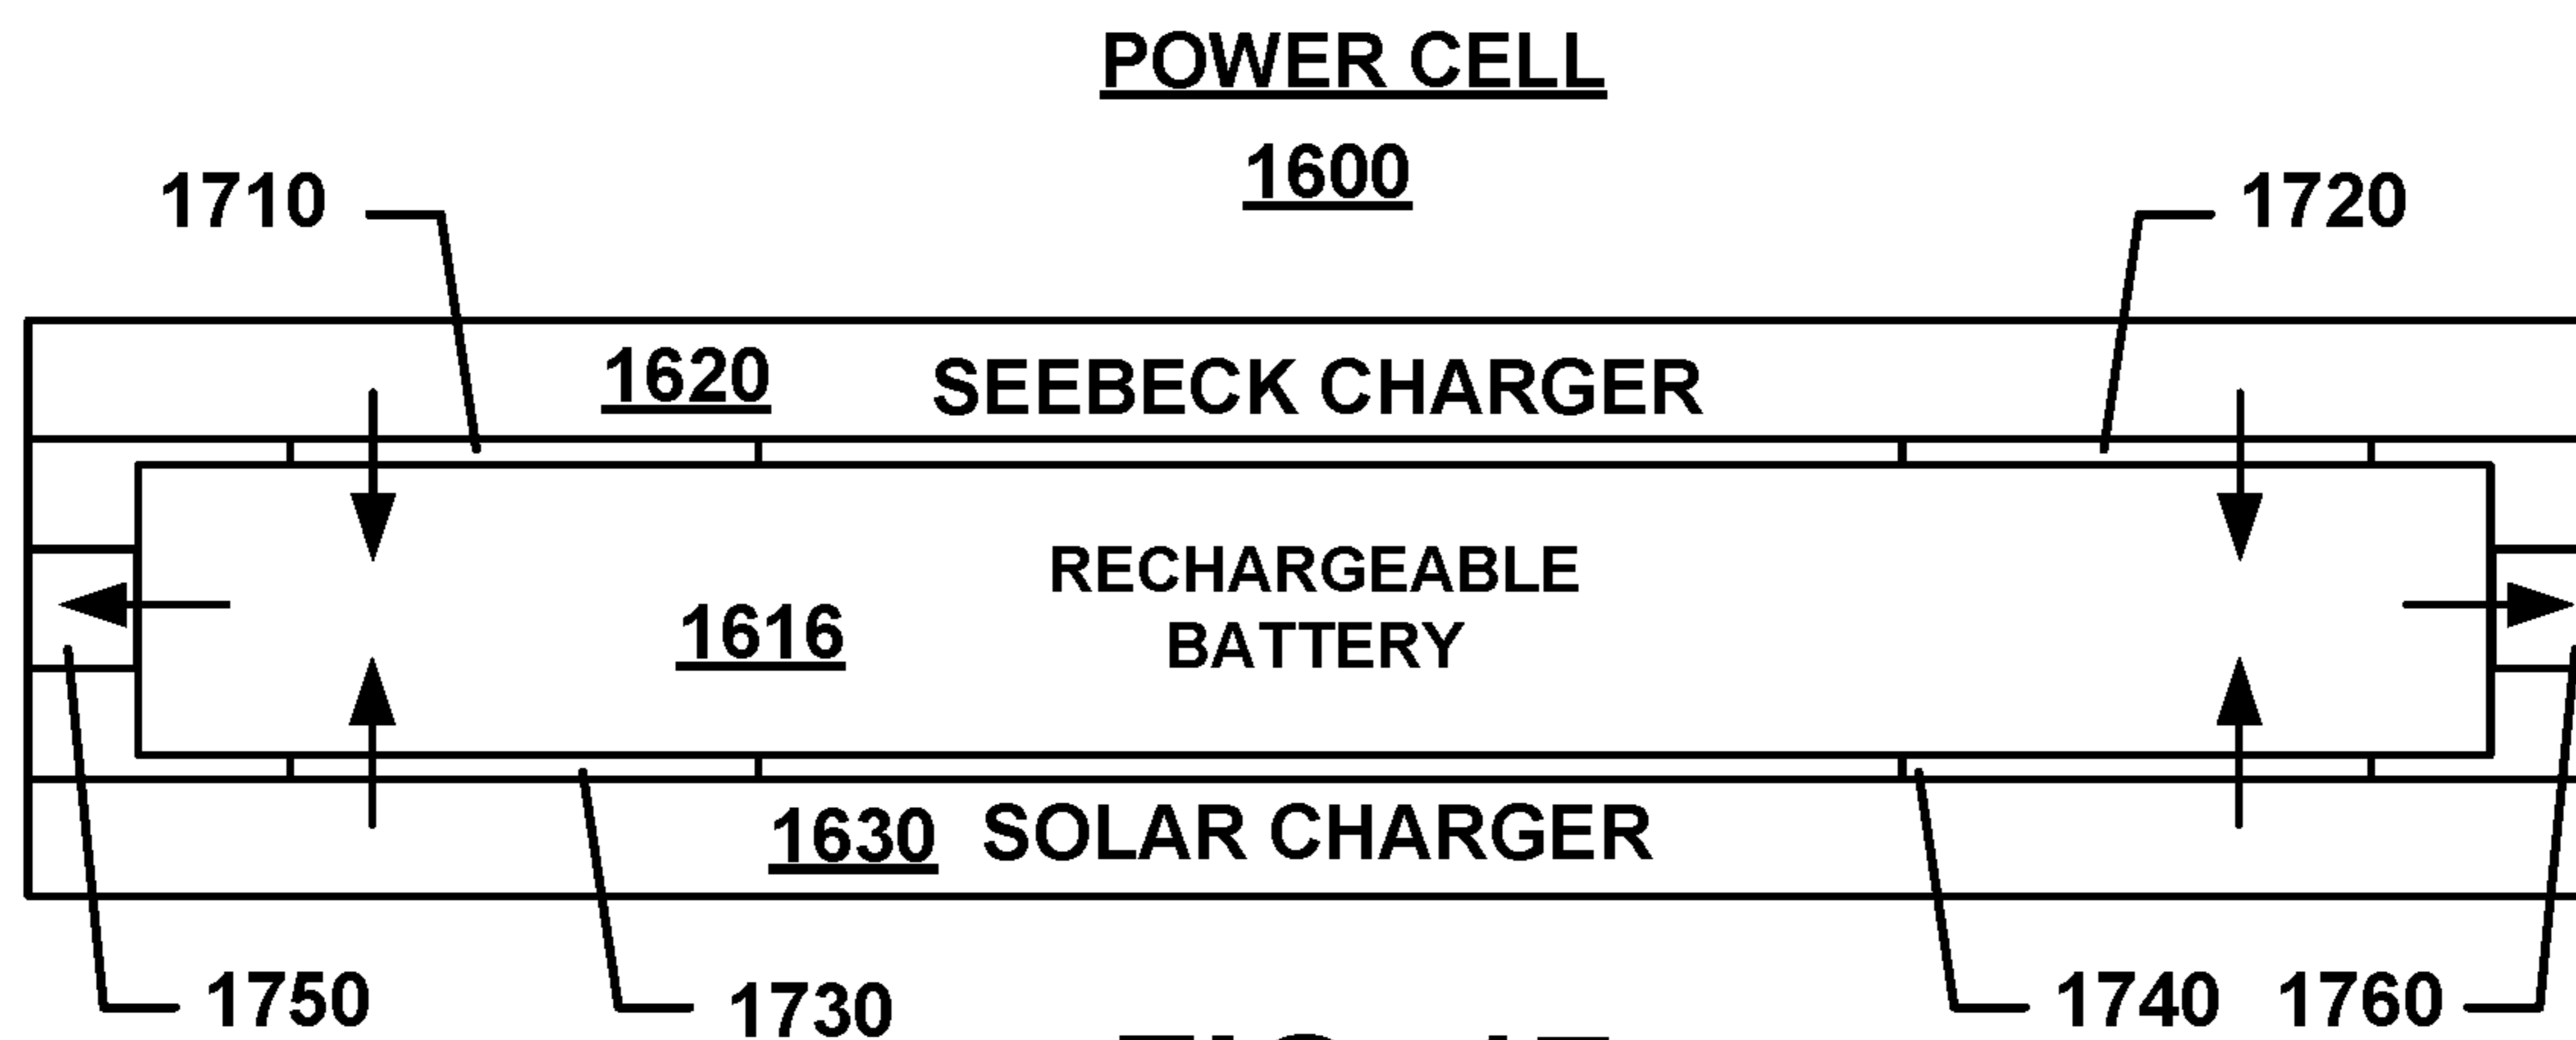 POWER CELL
1600
1710
1720
1620 SEEBECK CHARGER
RECHARGEABLE
BATTERY
1616
1630 SOLAR CHARGER
1750
1730
1740
1760